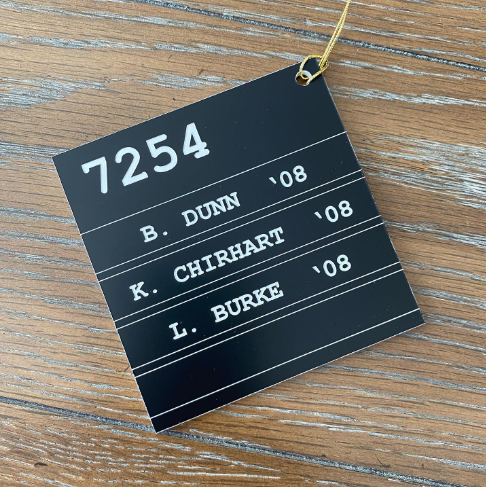 7254
B. DUNN '08
K. CHIRHART '08
L. BURKE '08